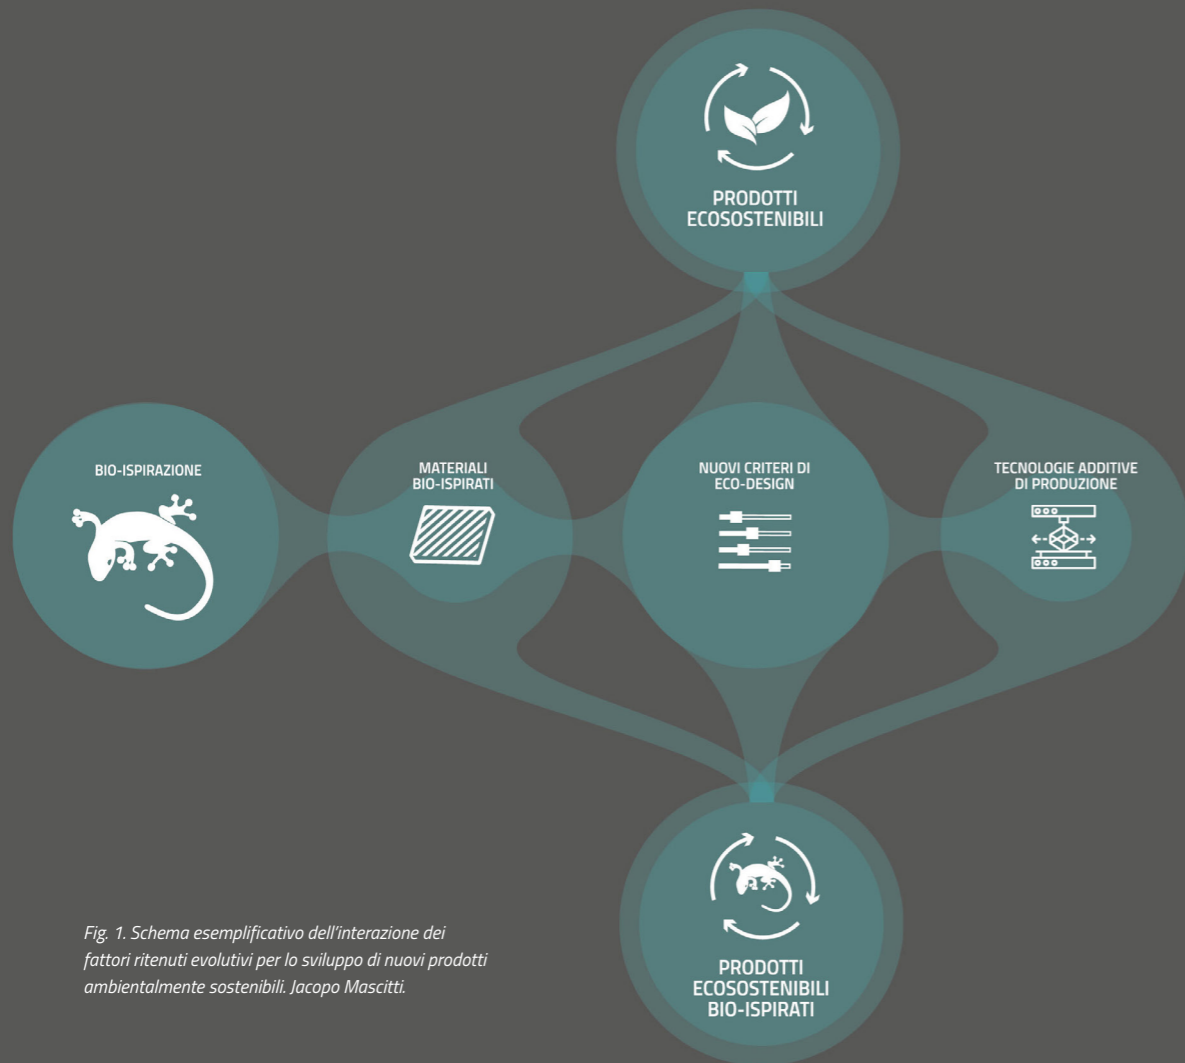 PRODOTTI
ECOSOSTENIBILI
BIO-ISPIRAZIONE
MATERIALI
BIO-ISPIRATI
NUOVI CRITERI DI
ECO-DESIGN
TECNOLOGIE ADDITIVE
DI PRODUZIONE
PRODOTTI
ECOSOSTENIBILI
BIO-ISPIRATI
Fig. 1. Schema esemplificativo dell'interazione dei
fattori ritenuti evolutivi per lo sviluppo di nuovi prodotti
ambientalmente sostenibili. Jacopo Mascitti.